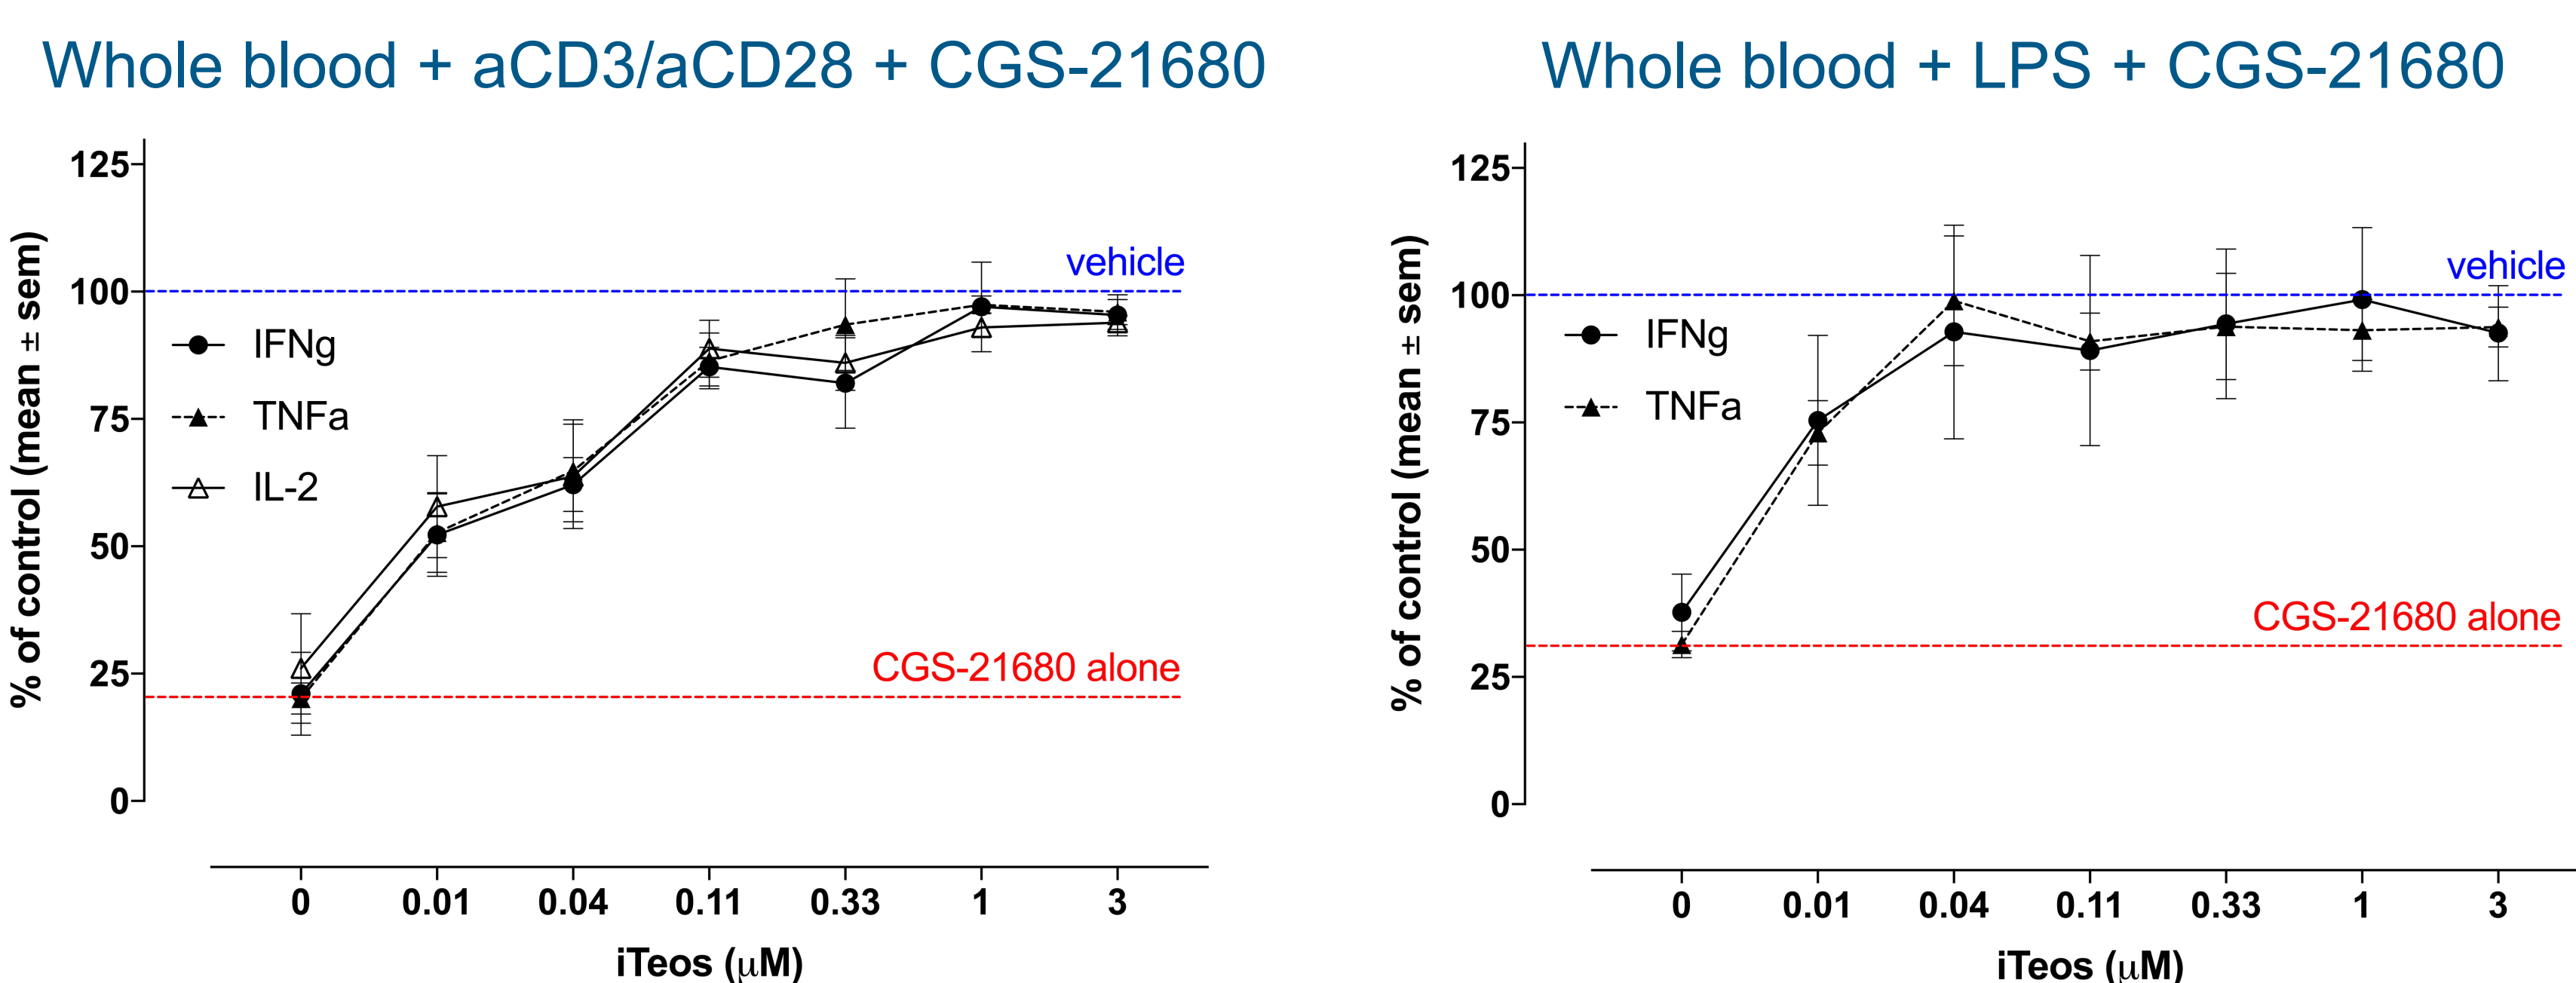 Whole blood + aCD3/aCD28 + CGS-21680
% of control (mean ± sem)
125
100
75
50
25
0
vehicle
IFNg
TNFa
IL-2
CGS-21680 alone
0 0.01 0.04 0.11 0.33 1 3
iTeos (μM)
Whole blood + LPS + CGS-21680
% of control (mean ± sem)
125
100
75
50
25
0
vehicle
IFNg
TNFa
CGS-21680 alone
0 0.01 0.04 0.11 0.33 1 3
iTeos (μM)